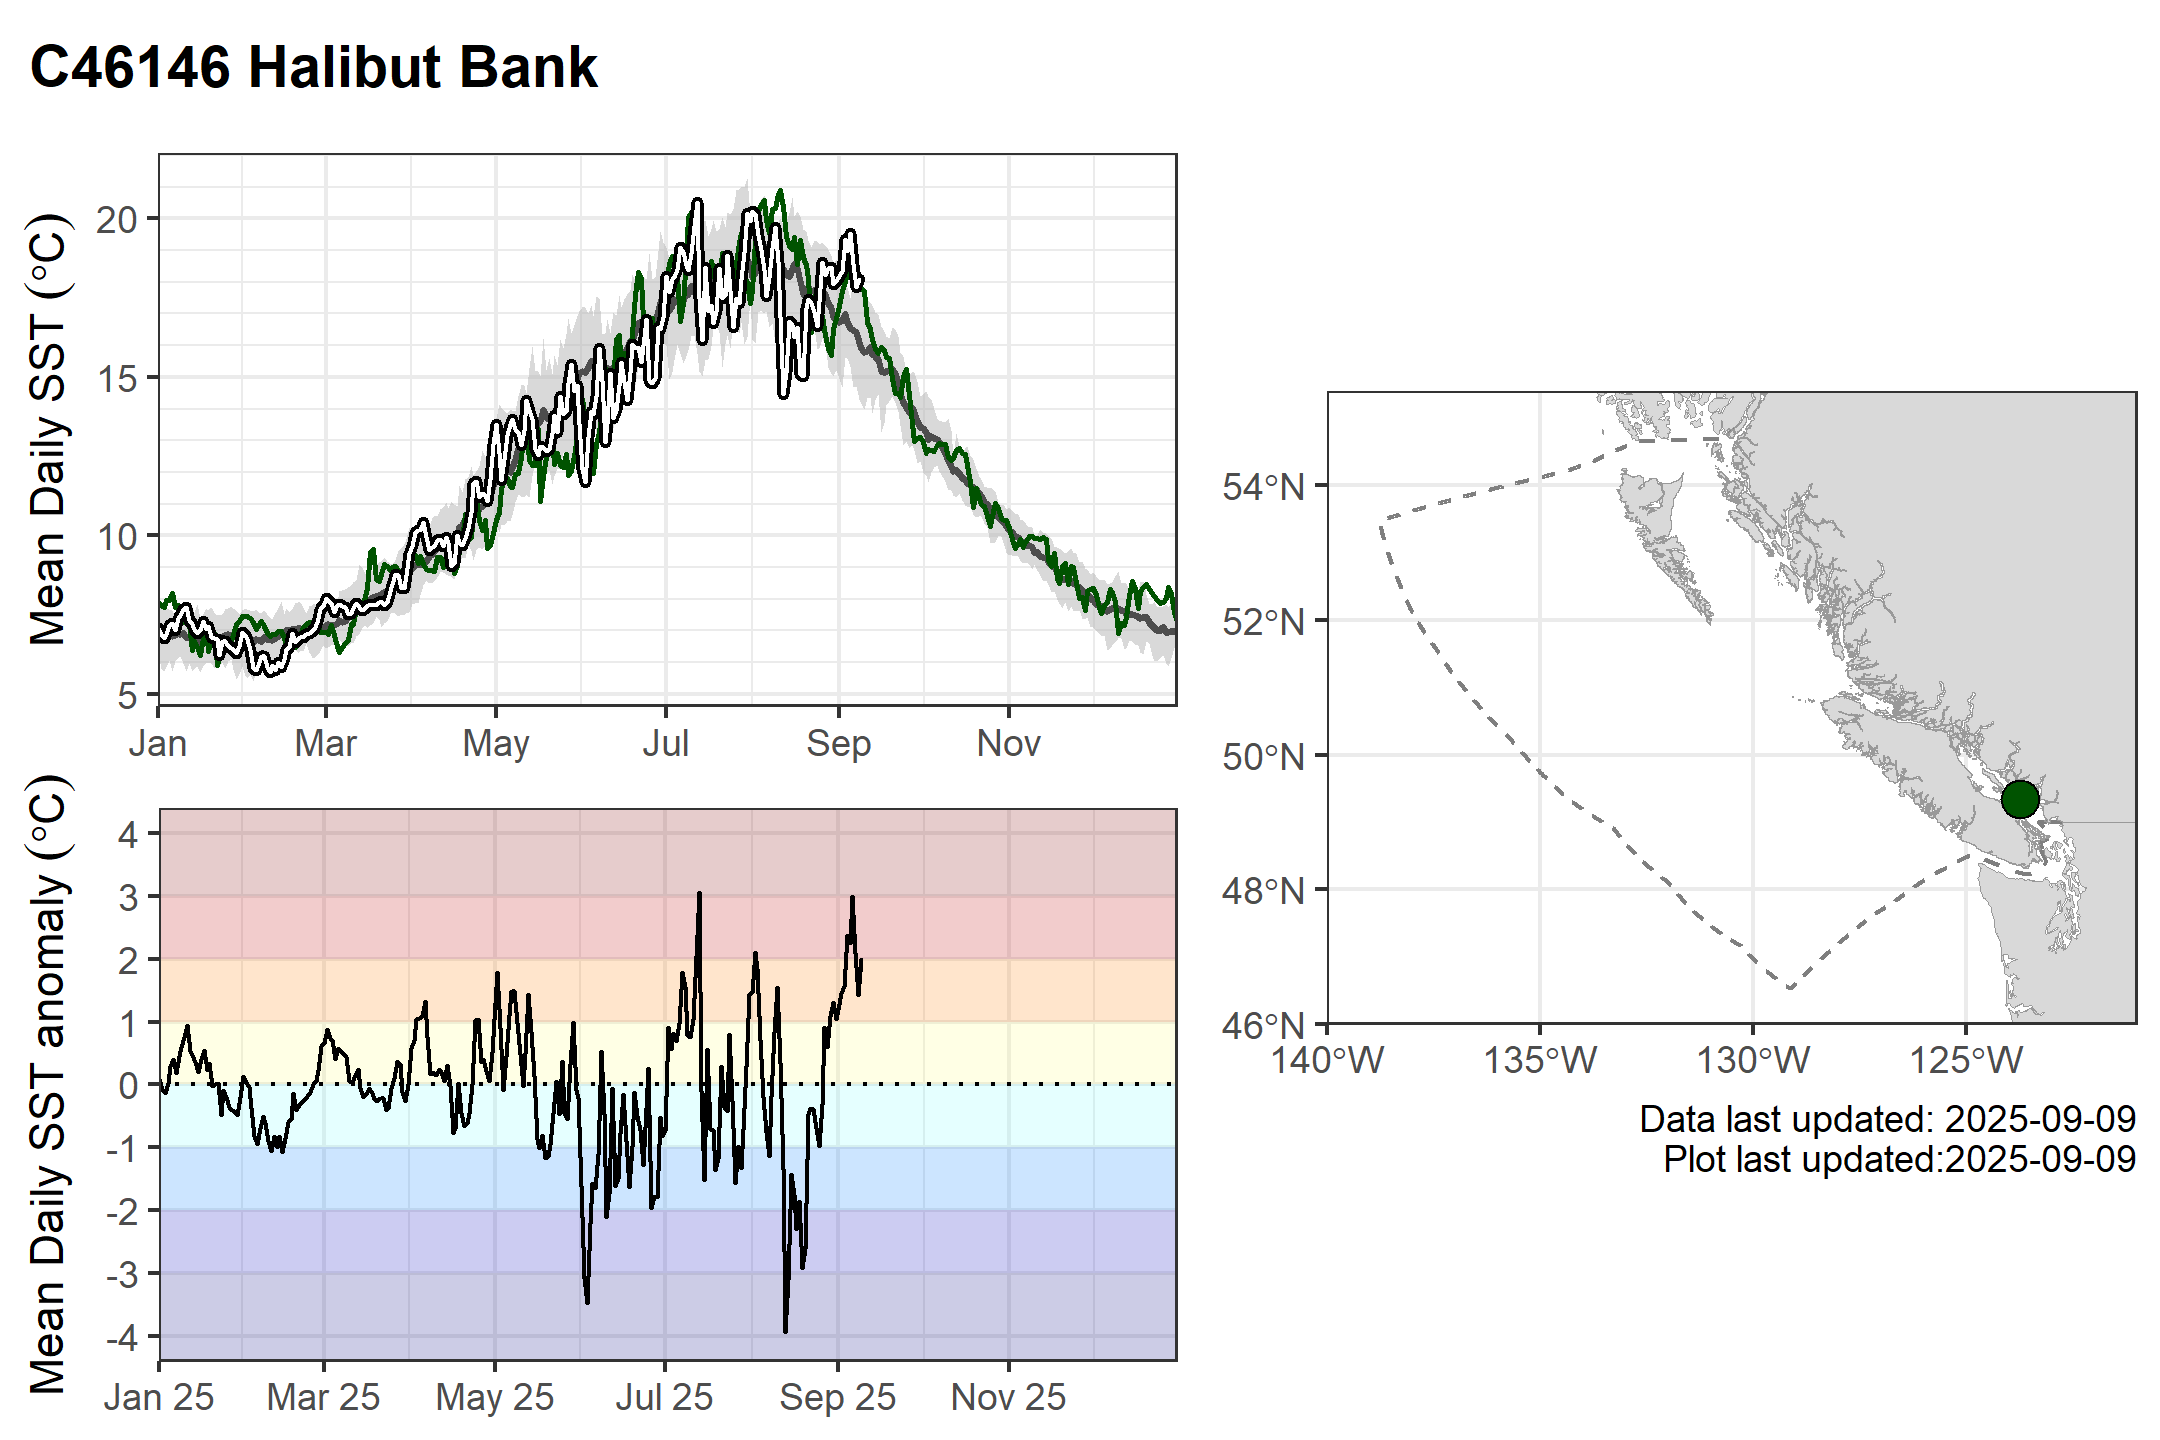 C46146 Halibut Bank
Mean Daily SST (°C)
20
15
10
5
Jan Mar May Jul Sep Nov
Mean Daily SST anomaly (°C)
4
3
2
1
0
-1
-2
-3
-4
Jan 25 Mar 25 May 25 Jul 25 Sep 25 Nov 25
54°N
52°N
50°N
48°N
46°N
140°W 135°W 130°W 125°W
Data last updated: 2025-09-09
Plot last updated:2025-09-09